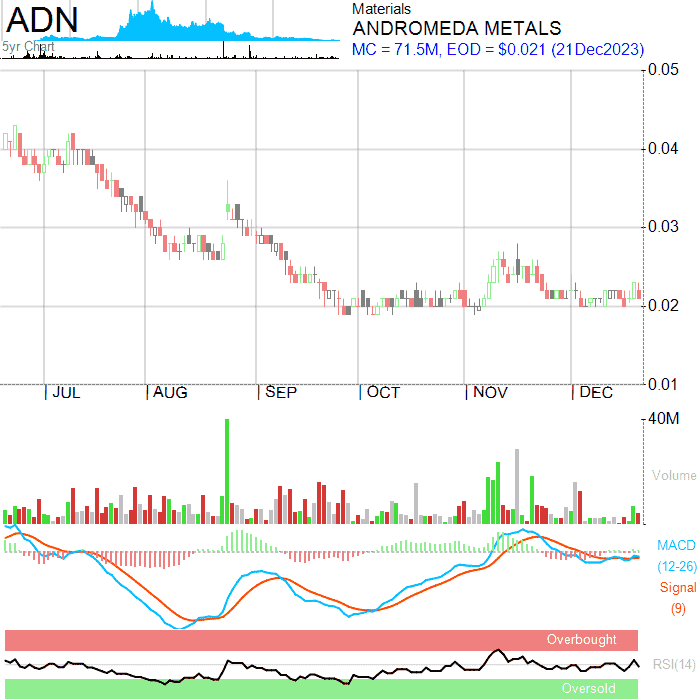 ADN
5yr Chart
Materials
ANDROMEDA METALS
MC = 71.5M, EOD = $0.021 (21Dec2023)
0.05
0.04
0.03
0.02
0.01
JUL AUG SEP OCT NOV DEC
40M
Volume
MACD
(12-26)
Signal
(9)
Overbought
RSI(14)
Oversold